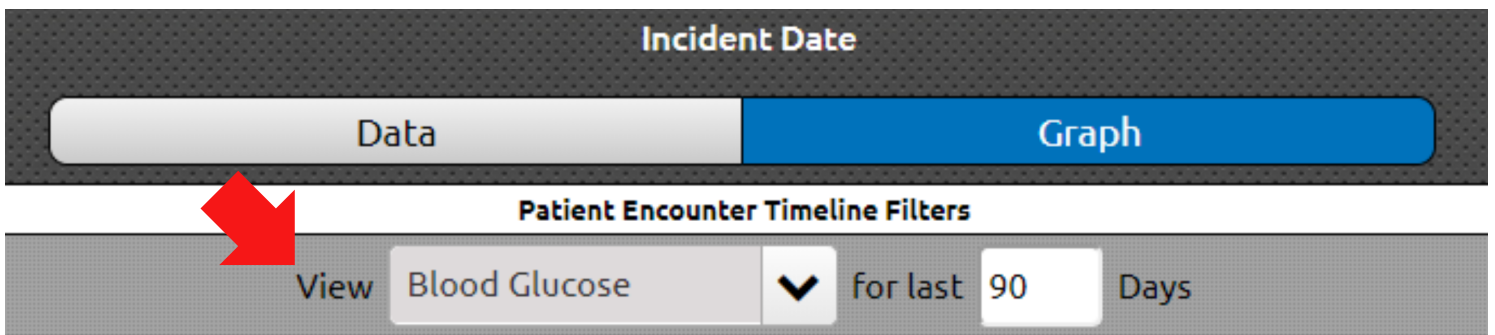 Incident Date
Data Graph
Patient Encounter Timeline Filters
View Blood Glucose for last 90 Days